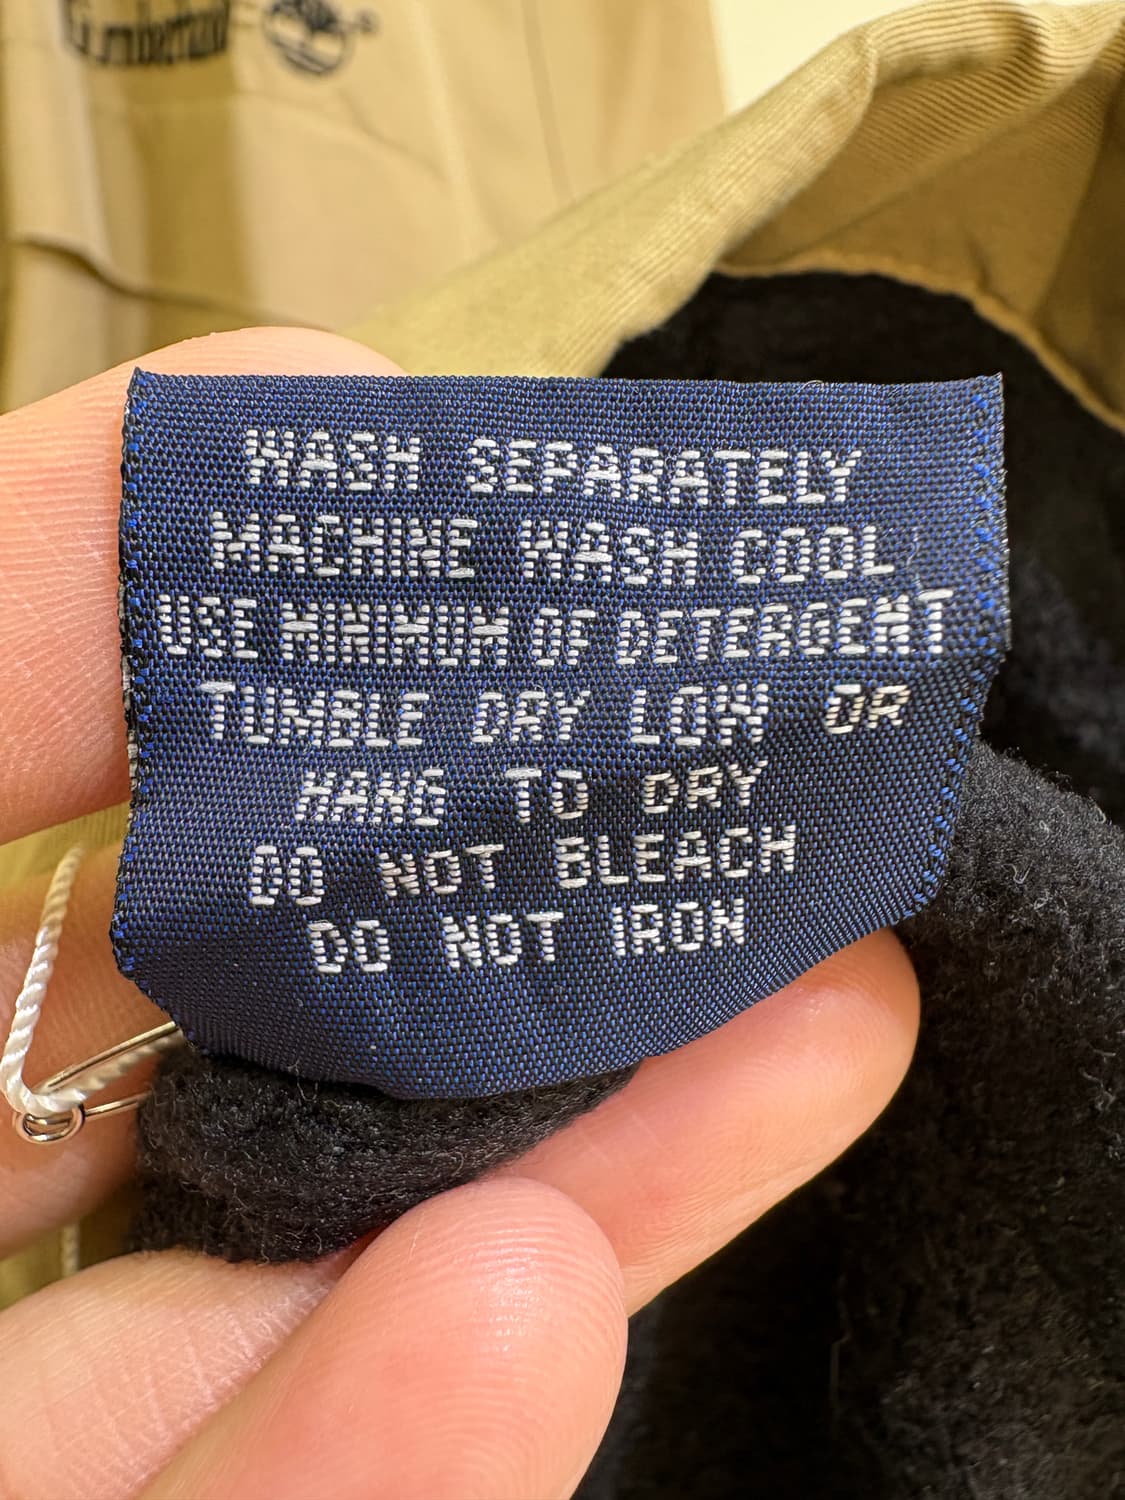 Timberland
WASH SEPARATELY
MACHINE WASH COOL
USE MINIMUM OF DETERGENT
TUMBLE DRY LOW OR
HANG TO DRY
DO NOT BLEACH
DO NOT IRON